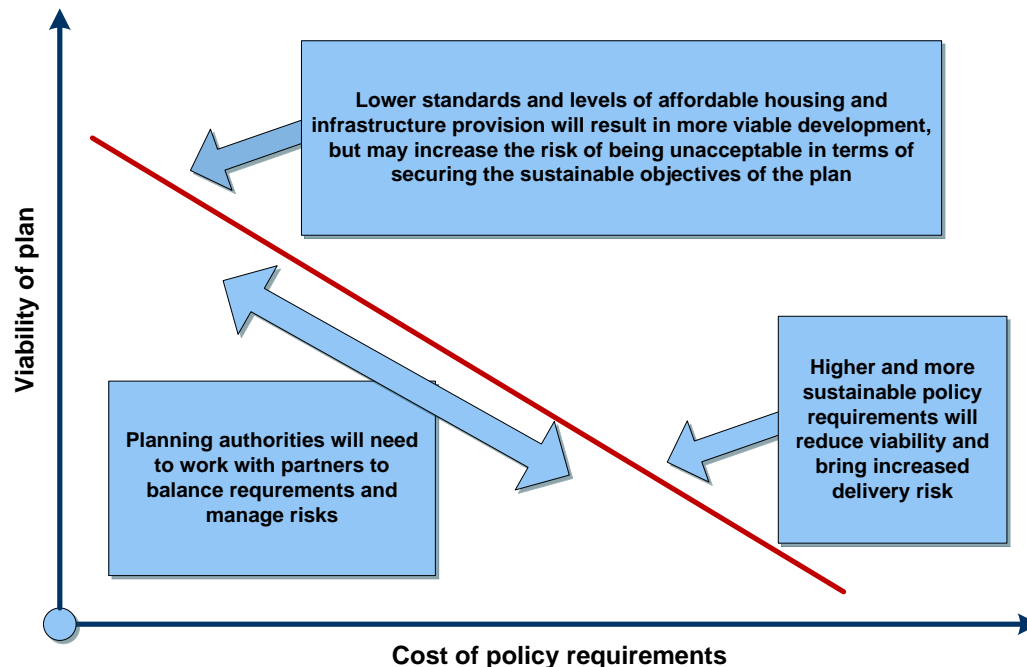 Lower standards and levels of affordable housing and
infrastructure provision will result in more viable development,
but may increase the risk of being unacceptable in terms of
securing the sustainable objectives of the plan
Viability of plan
Higher and more
sustainable policy
requirements will
reduce viability and
bring increased
delivery risk
Planning authorities will need
to work with partners to
balance requrements and
manage risks
Cost of policy requirements